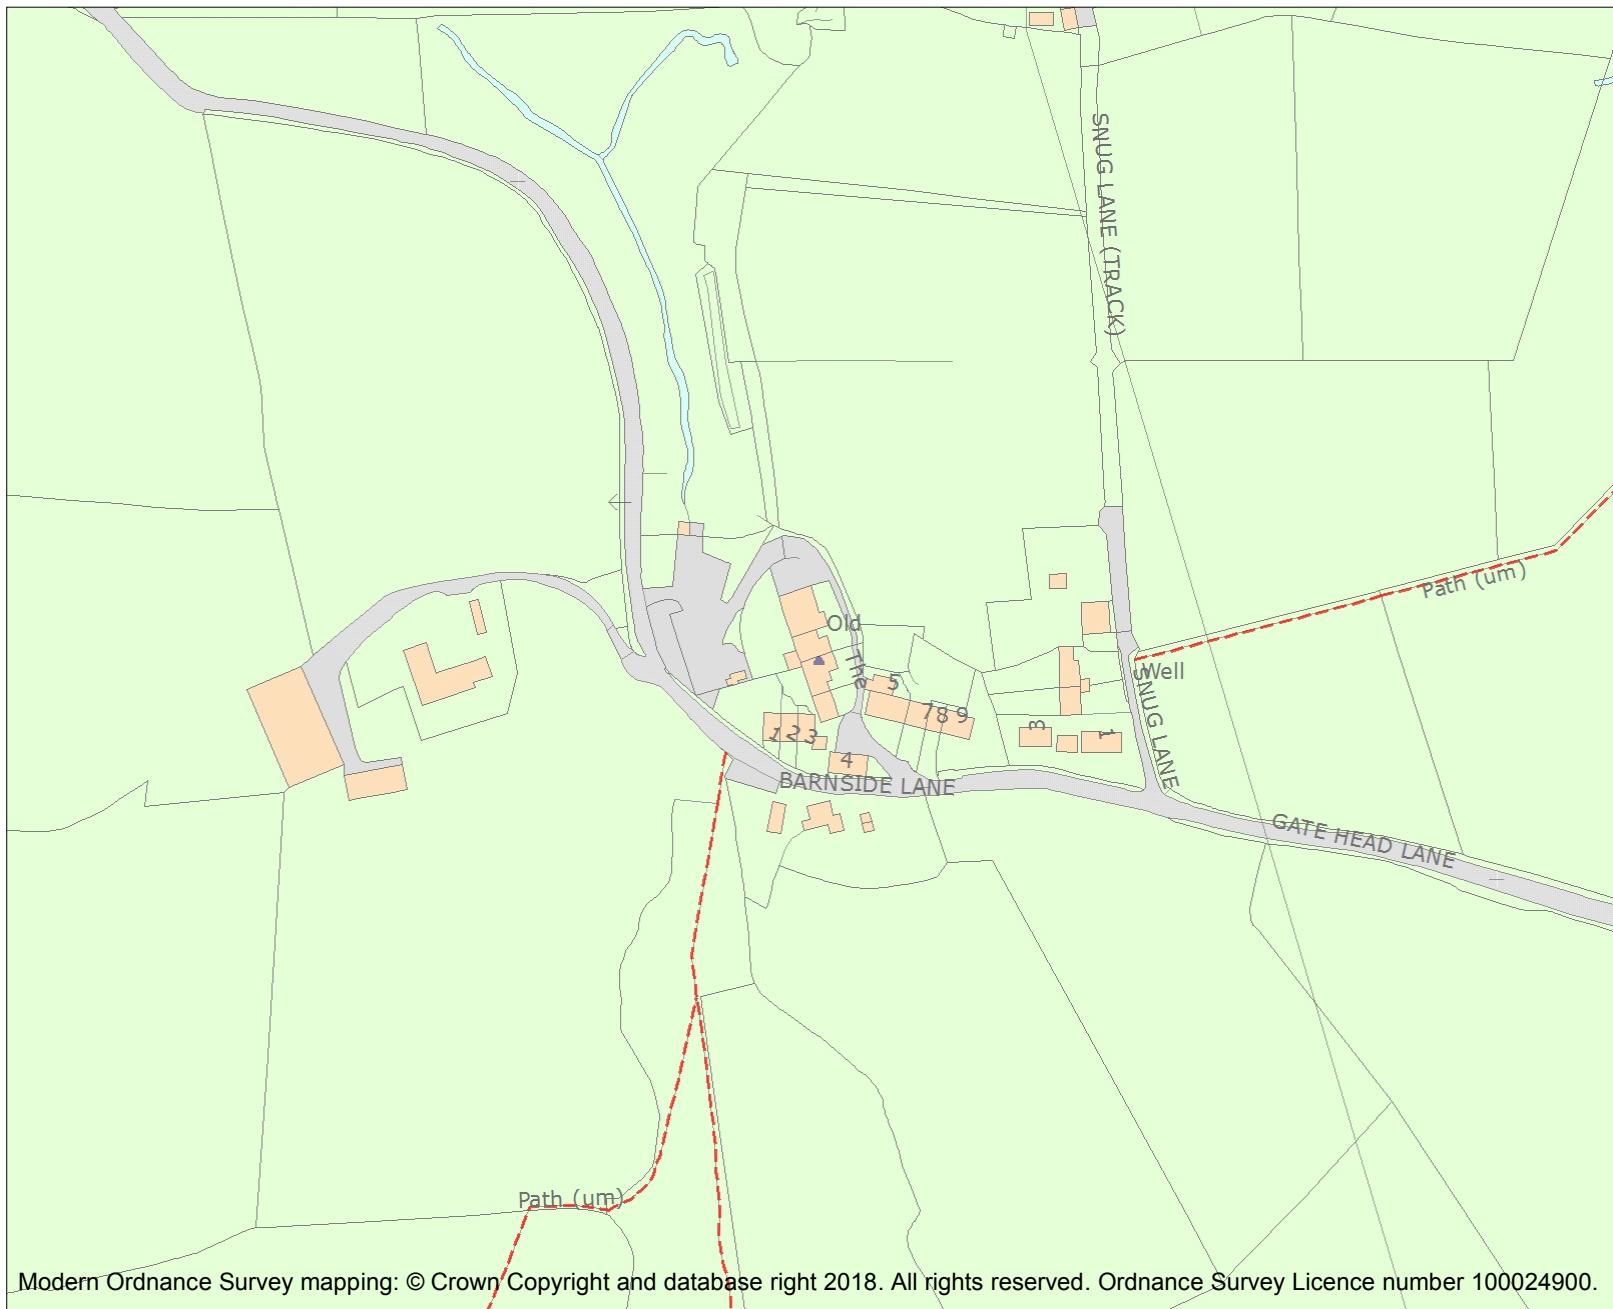 SNUG LANE (TRACK)
Path (um)
Old
The
Well
5
7 8 9
1 2 3
4
3
1
SNUG LANE
BARNSIDE LANE
GATE HEAD LANE
Path (um)
Modern Ordnance Survey mapping: © Crown Copyright and database right 2018. All rights reserved. Ordnance Survey Licence number 100024900.